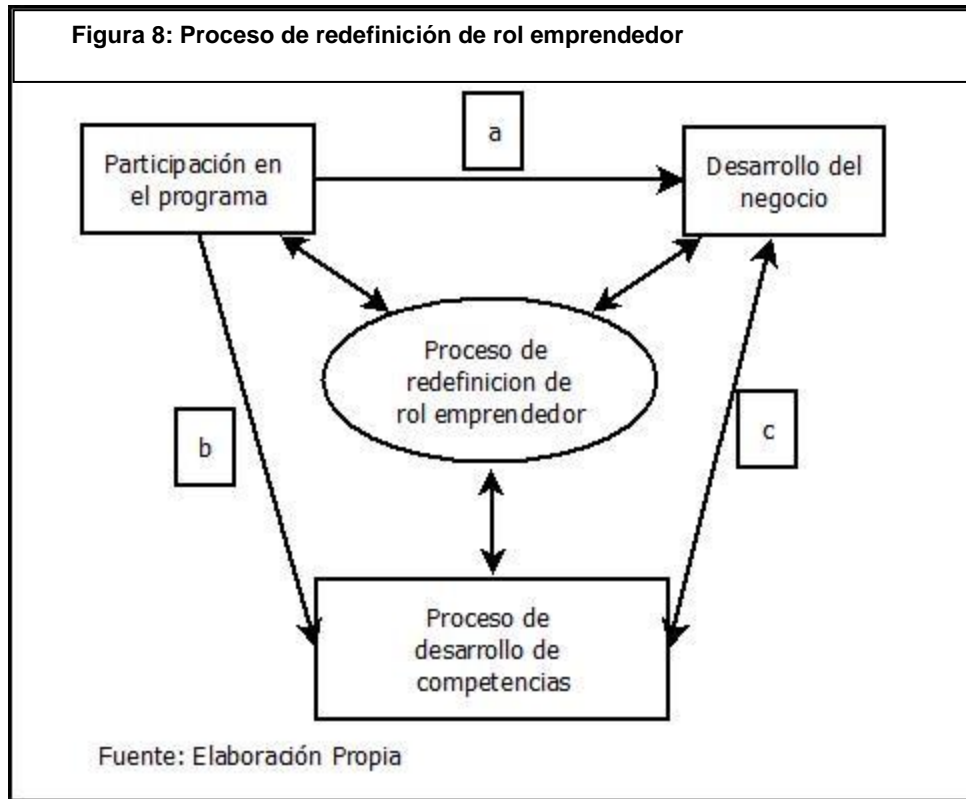 Figura 8: Proceso de redefinición de rol emprendedor
a
Participación en
el programa
Desarrollo del
negocio
Proceso de
redefinicion de
rol emprendedor
b
c
Proceso de
desarrollo de
competencias
Fuente: Elaboración Propia